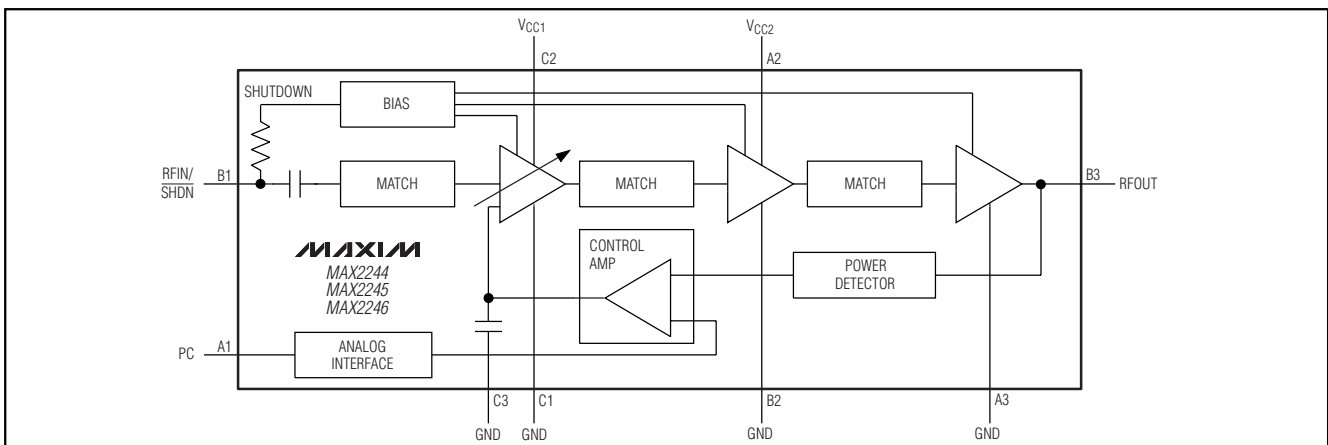 VCC1
VCC2
C2
A2
SHUTDOWN
BIAS
RFIN/
SHDN
B1
MATCH
MATCH
MATCH
B3
RFOUT
MAXIM
MAX2244
MAX2245
MAX2246
CONTROL
AMP
POWER
DETECTOR
PC
A1
ANALOG
INTERFACE
C3
C1
B2
A3
GND
GND
GND
GND